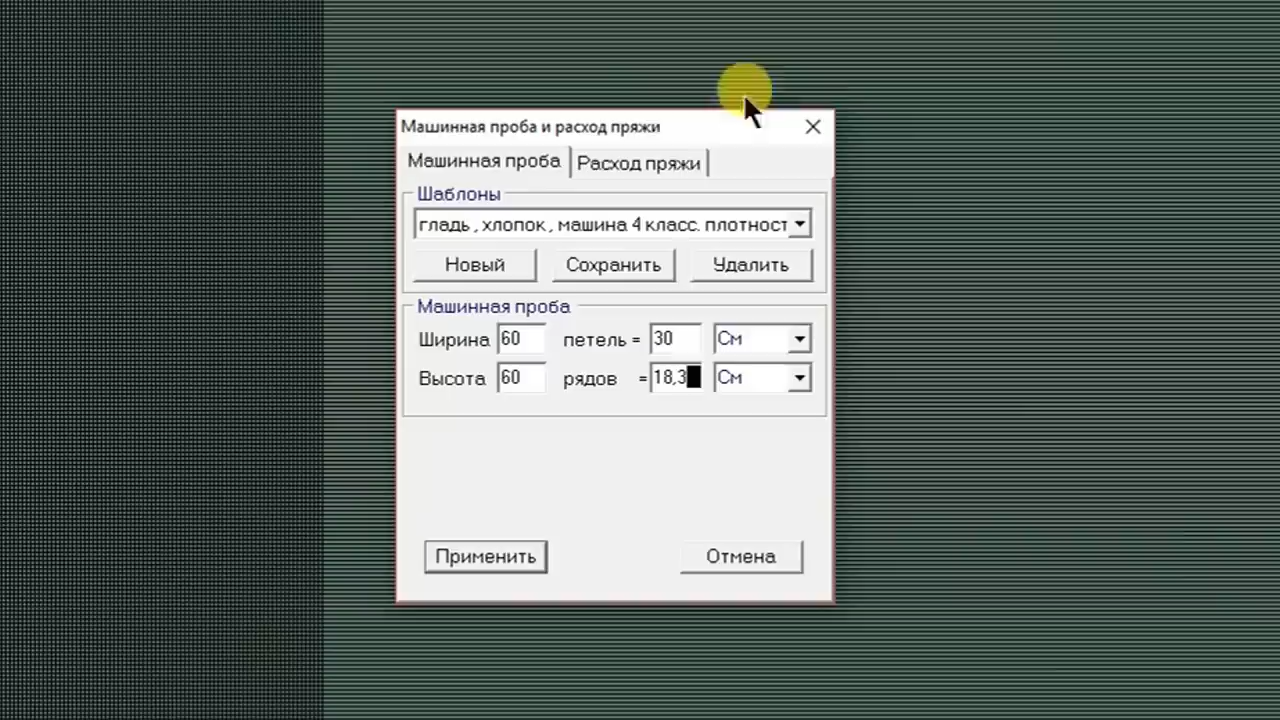 Машинная проба и расход пряжи
Машинная проба Расход пряжи
Шаблоны
гладь , хлопок , машина 4 класс. плотност
Новый Сохранить Удалить
Машинная проба
Ширина 60 петель = 30 См
Высота 60 рядов = 18,3 См
Применить Отмена